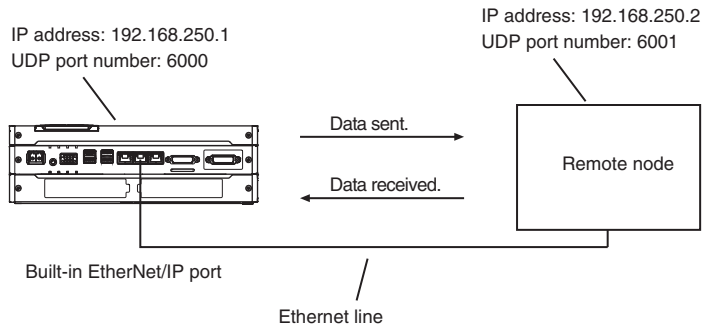 IP address: 192.168.250.1
UDP port number: 6000
IP address: 192.168.250.2
UDP port number: 6001
Data sent.
Remote node
Data received.
Built-in EtherNet/IP port
Ethernet line